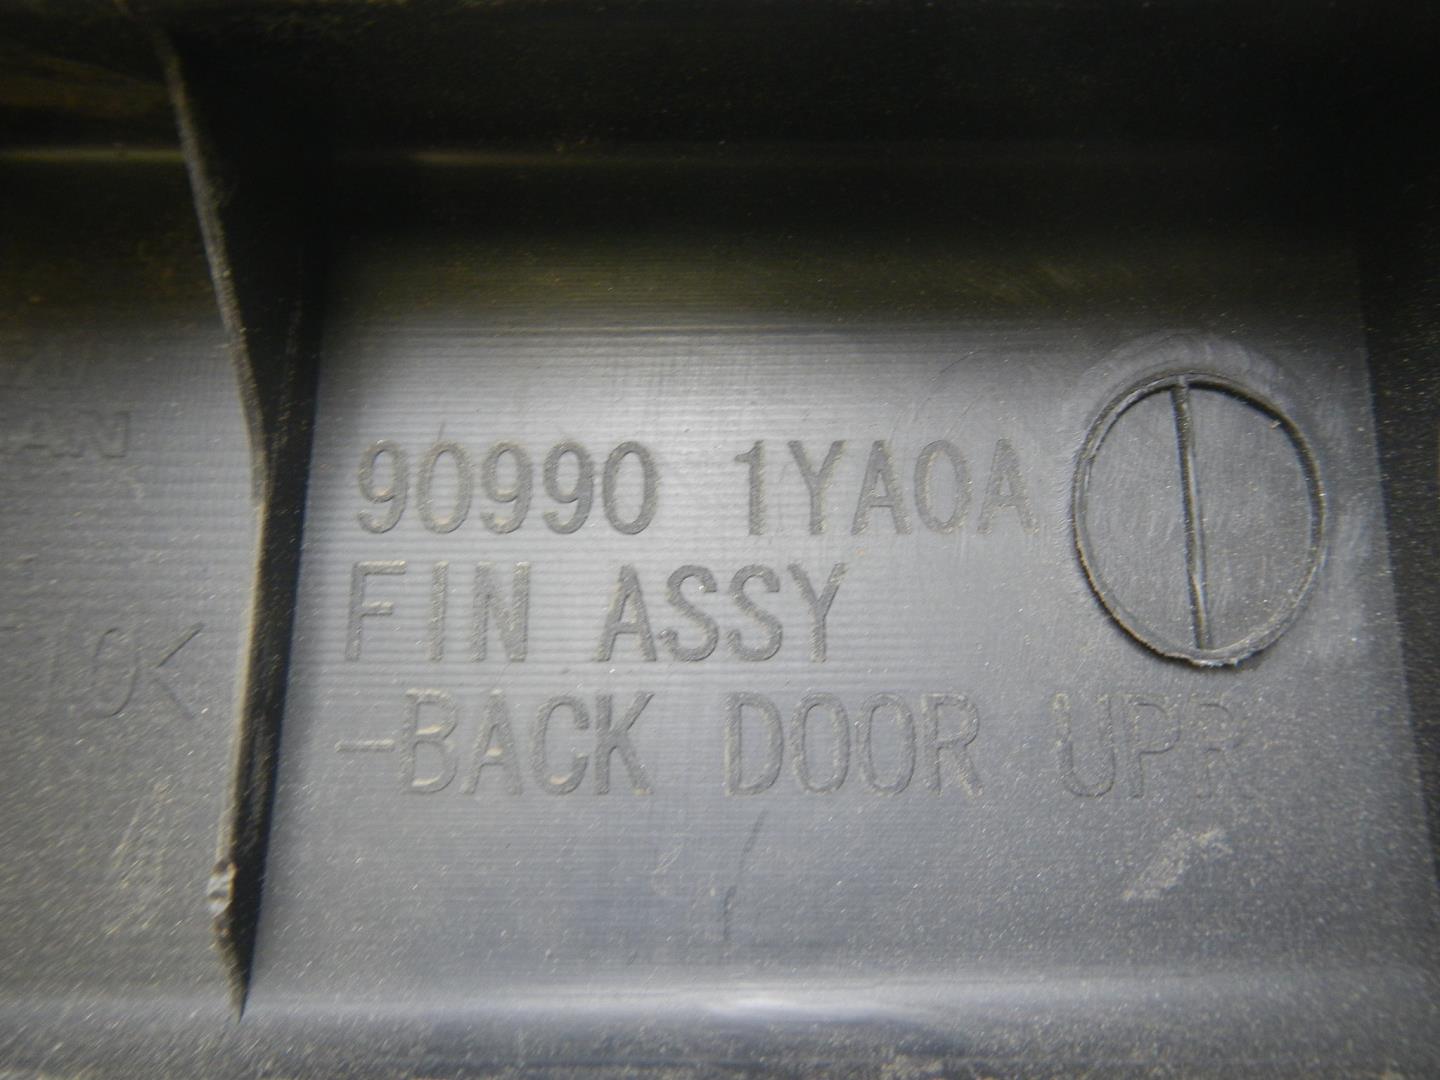 90990 1YA0A
FIN ASSY
-BACK DOOR UPR